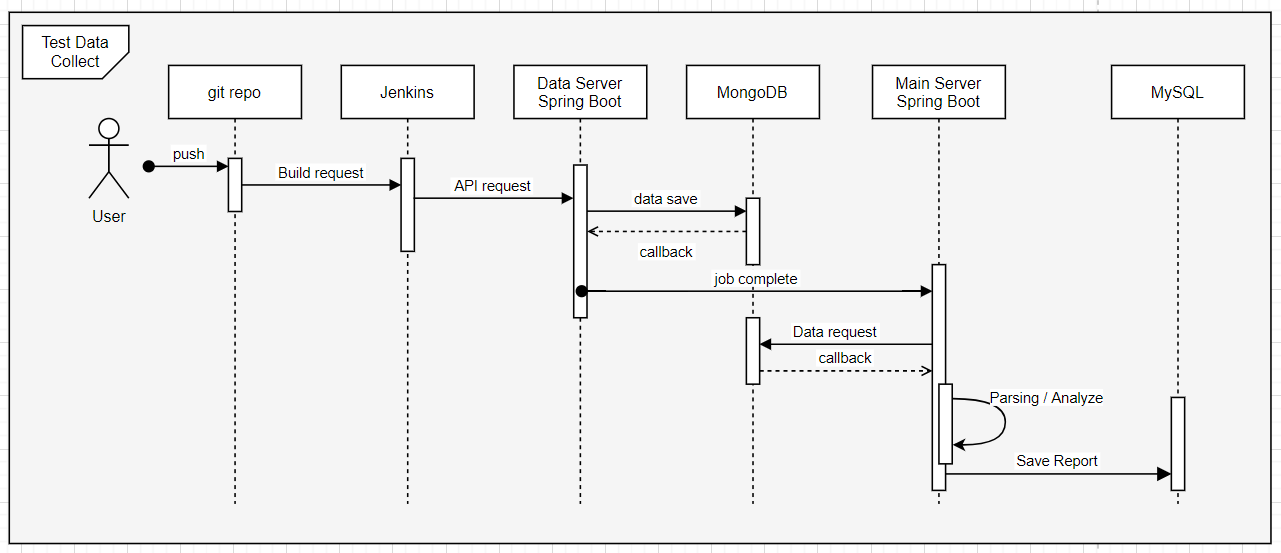 Test Data
Collect
git repo
Jenkins
Data Server
Spring Boot
MongoDB
Main Server
Spring Boot
MySQL
User
push
Build request
API request
data save
callback
job complete
Data request
callback
Parsing / Analyze
Save Report